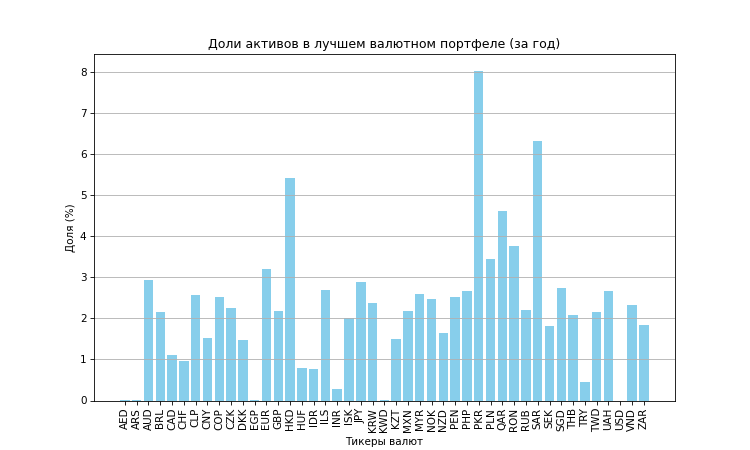 Доли активов в лучшем валютном портфеле (за год)
Доля (%)
8
7
6
5
4
3
2
1
0
AED ARS AUD BRL CAD CHF CLP CNY COP CZK DKK EGP EUR GBP HKD HUF IDR ILS INR ISK JPY KRW KWD KZT MXN MYR NOK NZD PEN PHP PKR PLN QAR RON RUB SAR SEK SGD THB TRY TWD UAH USD VND ZAR
Тикеры валют